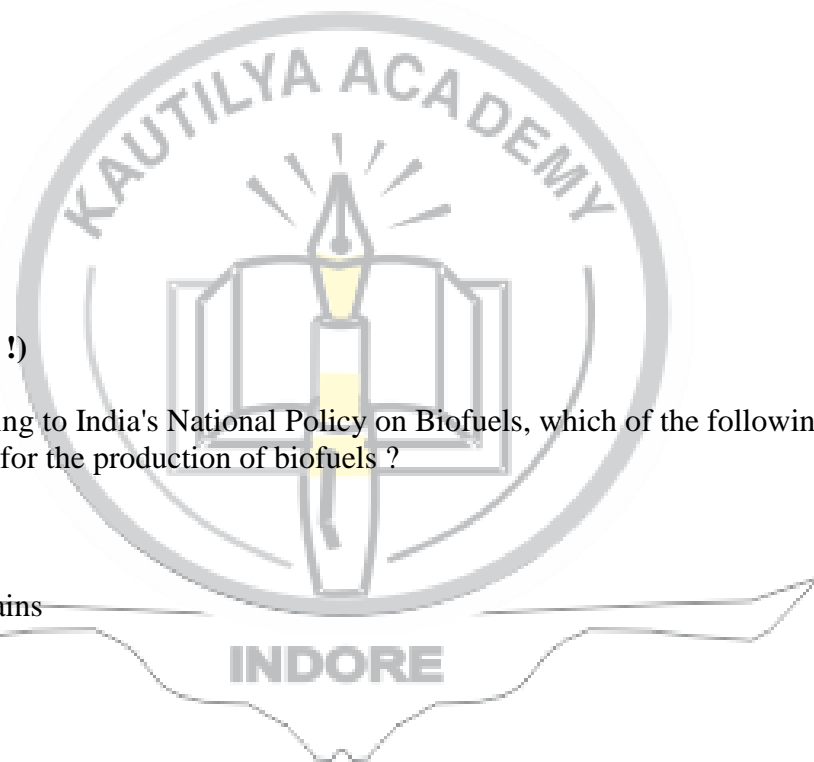 KAUTILYA ACADEMY
!)
ng to India's National Policy on Biofuels, which of the followin
for the production of biofuels ?
ains
INDORE